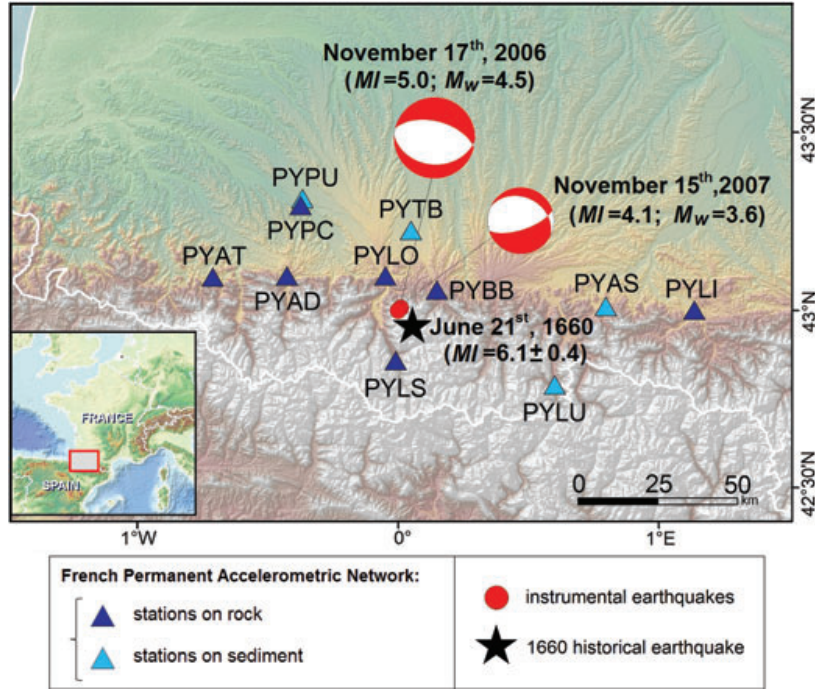 November 17th, 2006
(Ml=5.0; Mw=4.5)
43°30'N
November 15th,2007
(Ml=4.1; Mw=3.6)
PYPU
PYTB
PYPC
PYAT
PYLO
PYAS
PYLI
PYAD
PYBB
43°N
June 21st, 1660
(Ml=6.1± 0.4)
PYLS
PYLU
FRANCE
SPAIN
0 25 50
km
42°30'N
1°W 0° 1°E
French Permanent Accelerometric Network:
stations on rock
stations on sediment
instrumental earthquakes
1660 historical earthquake